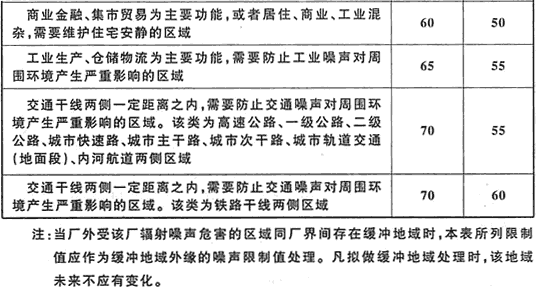 商业金融、集市贸易为主要功能,或者居住、商业、工业混
杂,需要维护住宅安静的区域
60
50
工业生产、仓储物流为主要功能,需要防止工业噪声对周
围环境产生严重影响的区域
65
55
交通干线两侧一定距离之内,需要防止交通噪声对周围环
境产生严重影响的区域。该类为高速公路、一级公路、二级
公路、城市快速路、城市主干路、城市次干路、城市轨道交通
(地面段)、内河航道两侧区域
70
55
交通干线两侧一定距离之内,需要防止交通噪声对周围环
境产生严重影响的区域。该类为铁路干线两侧区域
70
60
注:当厂外受该厂辐射噪声危害的区域同厂界间存在缓冲地域时,本表所列限制
值应作为缓冲地域外缘的噪声限制值处理。凡拟做缓冲地域处理时,该地域
未来不应有变化。